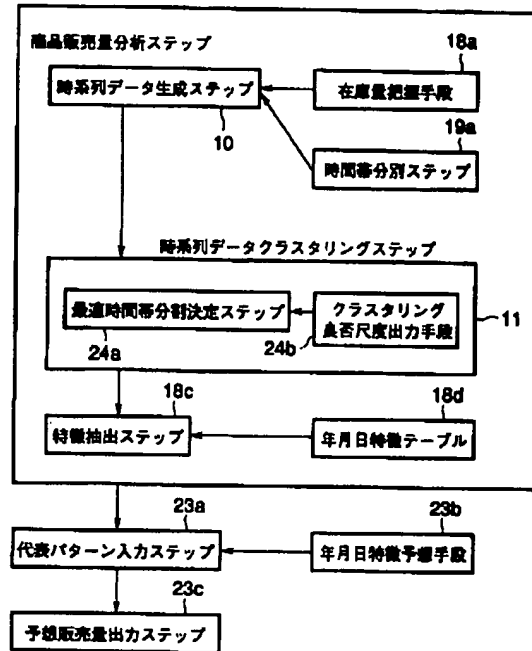 商品販売量分析ステップ
18a
時系列データ生成ステップ
在庫量把握手段
10
19a
時間帯分別ステップ
時系列データクラスタリングステップ
最適時間帯分割決定ステップ
クラスタリング
良否尺度出力手段
11
24a
24b
18c
18d
特徴抽出ステップ
年月日特徴テーブル
23a
23b
代表パターン入力ステップ
年月日特徴予想手段
23c
予想販売量出力ステップ